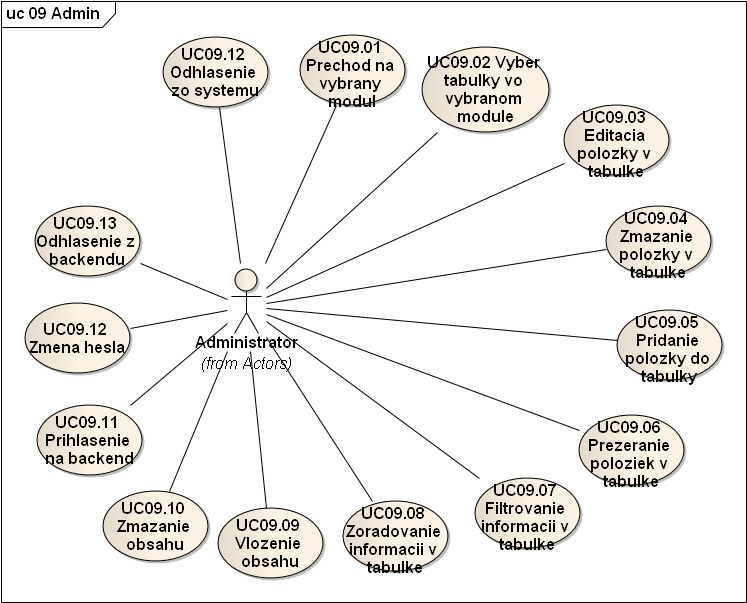 uc 09 Admin
UC09.12
Odhlasenie
zo systemu
UC09.01
Prechod na
vybrany
modul
UC09.02 Vyber
tabulky vo
vybranom
module
UC09.03
Editacia
polozky v
tabulke
UC09.04
Zmazanie
polozky v
tabulke
UC09.05
Pridanie
polozky do
tabulky
UC09.06
Prezeranie
poloziek v
tabulke
UC09.07
Filtrovanie
informacii v
tabulke
UC09.08
Zoradovanie
informacii v
tabulke
UC09.09
Vlozenie
obsahu
UC09.10
Zmazanie
obsahu
UC09.11
Prihlasenie
na backend
UC09.12
Zmena hesla
UC09.13
Odhlasenie z
backendu
Administrator
(from Actors)